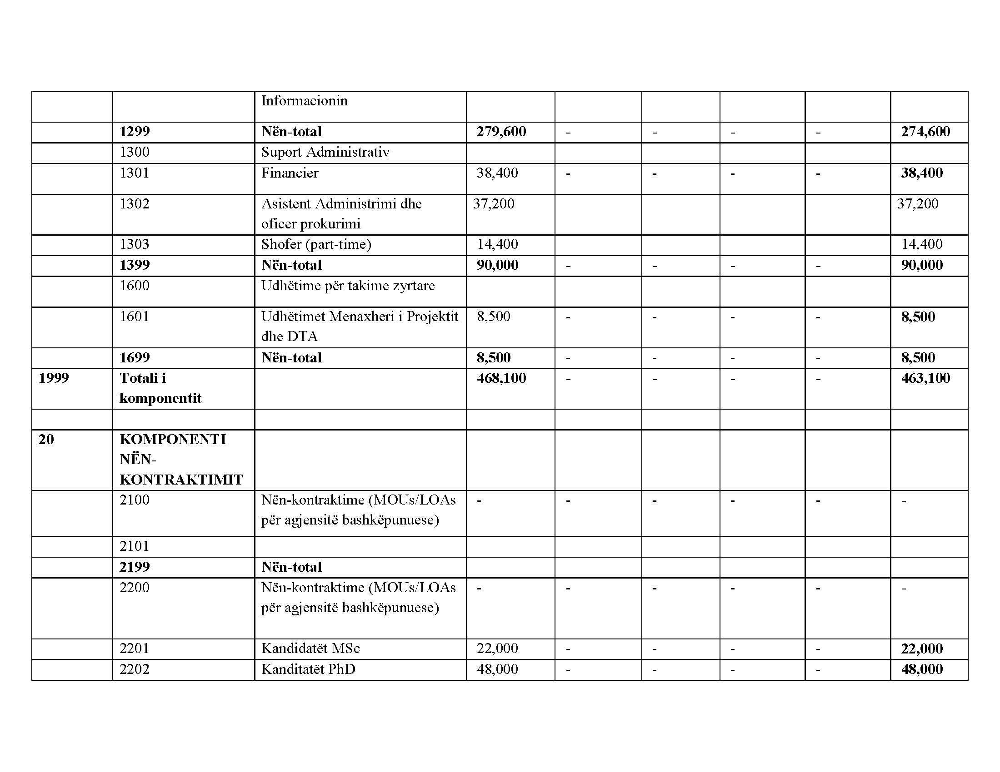 Informacionin
1299 Nën-total 279,600 - - - - 274,600
1300 Suport Administrativ
1301 Financier 38,400 - - - - 38,400
1302 Asistent Administrimi dhe 37,200 37,200
oficer prokurimi
1303 Shofer (part-time) 14,400 14,400
1399 Nën-total 90,000 - - - - 90,000
1600 Udhëtime për takime zyrtare
1601 Udhëtimet Menaxheri i Projektit 8,500 - - - - 8,500
dhe DTA
1699 Nën-total 8,500 - - - - 8,500
1999 Totali i 468,100 - - - - 463,100
komponentit
20 KOMPONENTI
NËN-
KONTRAKTIMIT
2100 Nën-kontraktime (MOUs/LOAs - - - - - -
për agjensitë bashkëpunuese)
2101
2199 Nën-total
2200 Nën-kontraktime (MOUs/LOAs - - - - - -
për agjensitë bashkëpunuese)
2201 Kandidatët MSc 22,000 - - - - 22,000
2202 Kanditatët PhD 48,000 - - - - 48,000